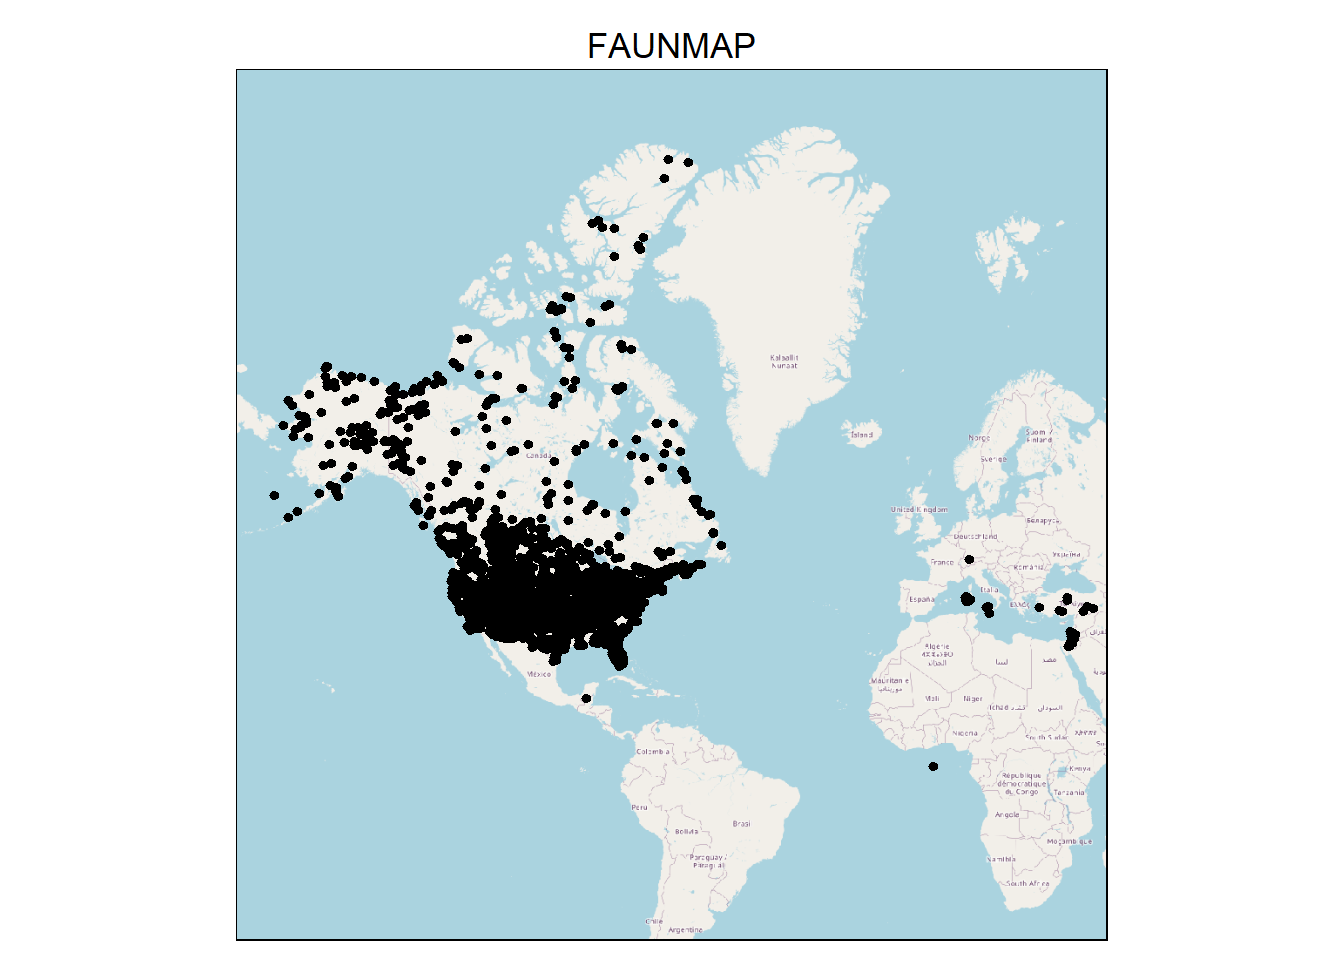 FAUNMAP
Kalaallit
Nunaat
Ísland
Norge
Suomi /
Finland
Sverige
Canada
United Kingdom
Беларусь
Deutschland
Україна
France
România
Italia
España
México
Algérie
الجزائر
ليبيا
مصر
Mauritanie
موريتانيا
Mali
Niger
Tchad تشاد
السودان
Nigeria
South Sudan
Colombia
République
démocratique
du Congo
Kenya
Tanzania
Perú
Brasil
Angola
Bolivia
Moçambique
Paraguay /
Paraguái
Namibia
South Africa
Chile
Argentina